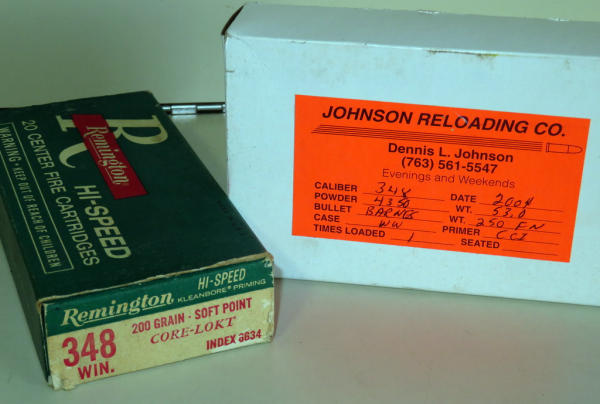 R
Remington
HI-SPEED
20 CENTER FIRE CARTRIDGES
WARNING • KEEP OUT OF REACH OF CHILDREN
HI-SPEED
Remington KLEANBORE® PRIMING
348 WIN.
200 GRAIN - SOFT POINT
CORE-LOKT
INDEX 6634
JOHNSON RELOADING CO.
Dennis L. Johnson
(763) 561-5547
Evenings and Weekends
CALIBER 348 DATE 2004
POWDER 4350 WT. 53.0
BULLET BARNES WT. 250 FN
CASE WW PRIMER CCI
TIMES LOADED 1 SEATED